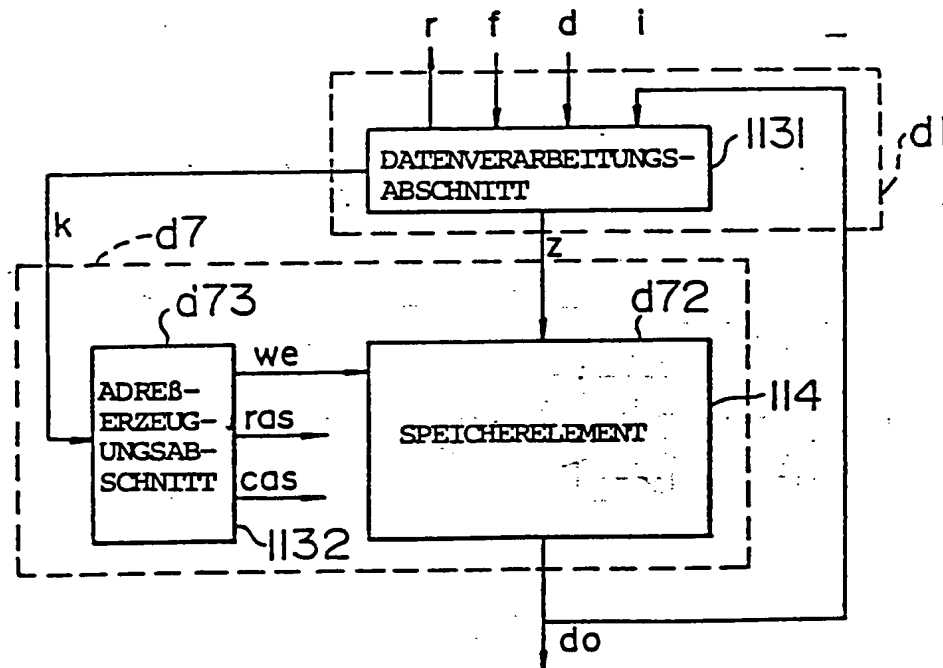 r f d i
1131
d1
DATENVERARBEITUNGS-
ABSCHNITT
k
d7
z
d73
d72
we
114
ADREß-
ERZEUG-
UNGSAB-
SCHNITT
ras
SPEICHERELEMENT
cas
1132
do